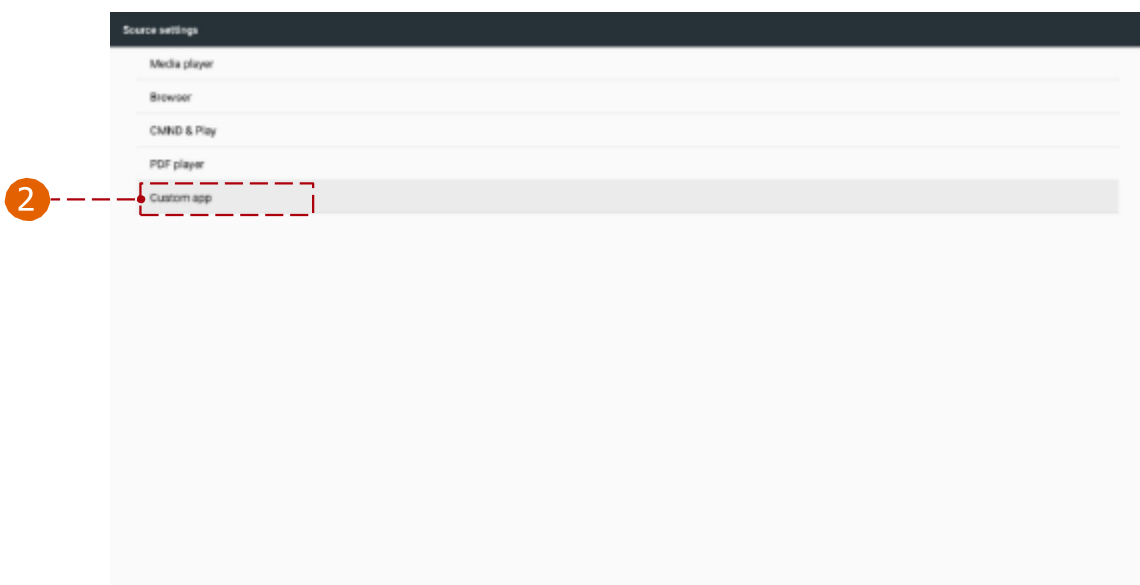 Source settings
Media player
Browser
CMND & Play
PDF player
2
Custom app